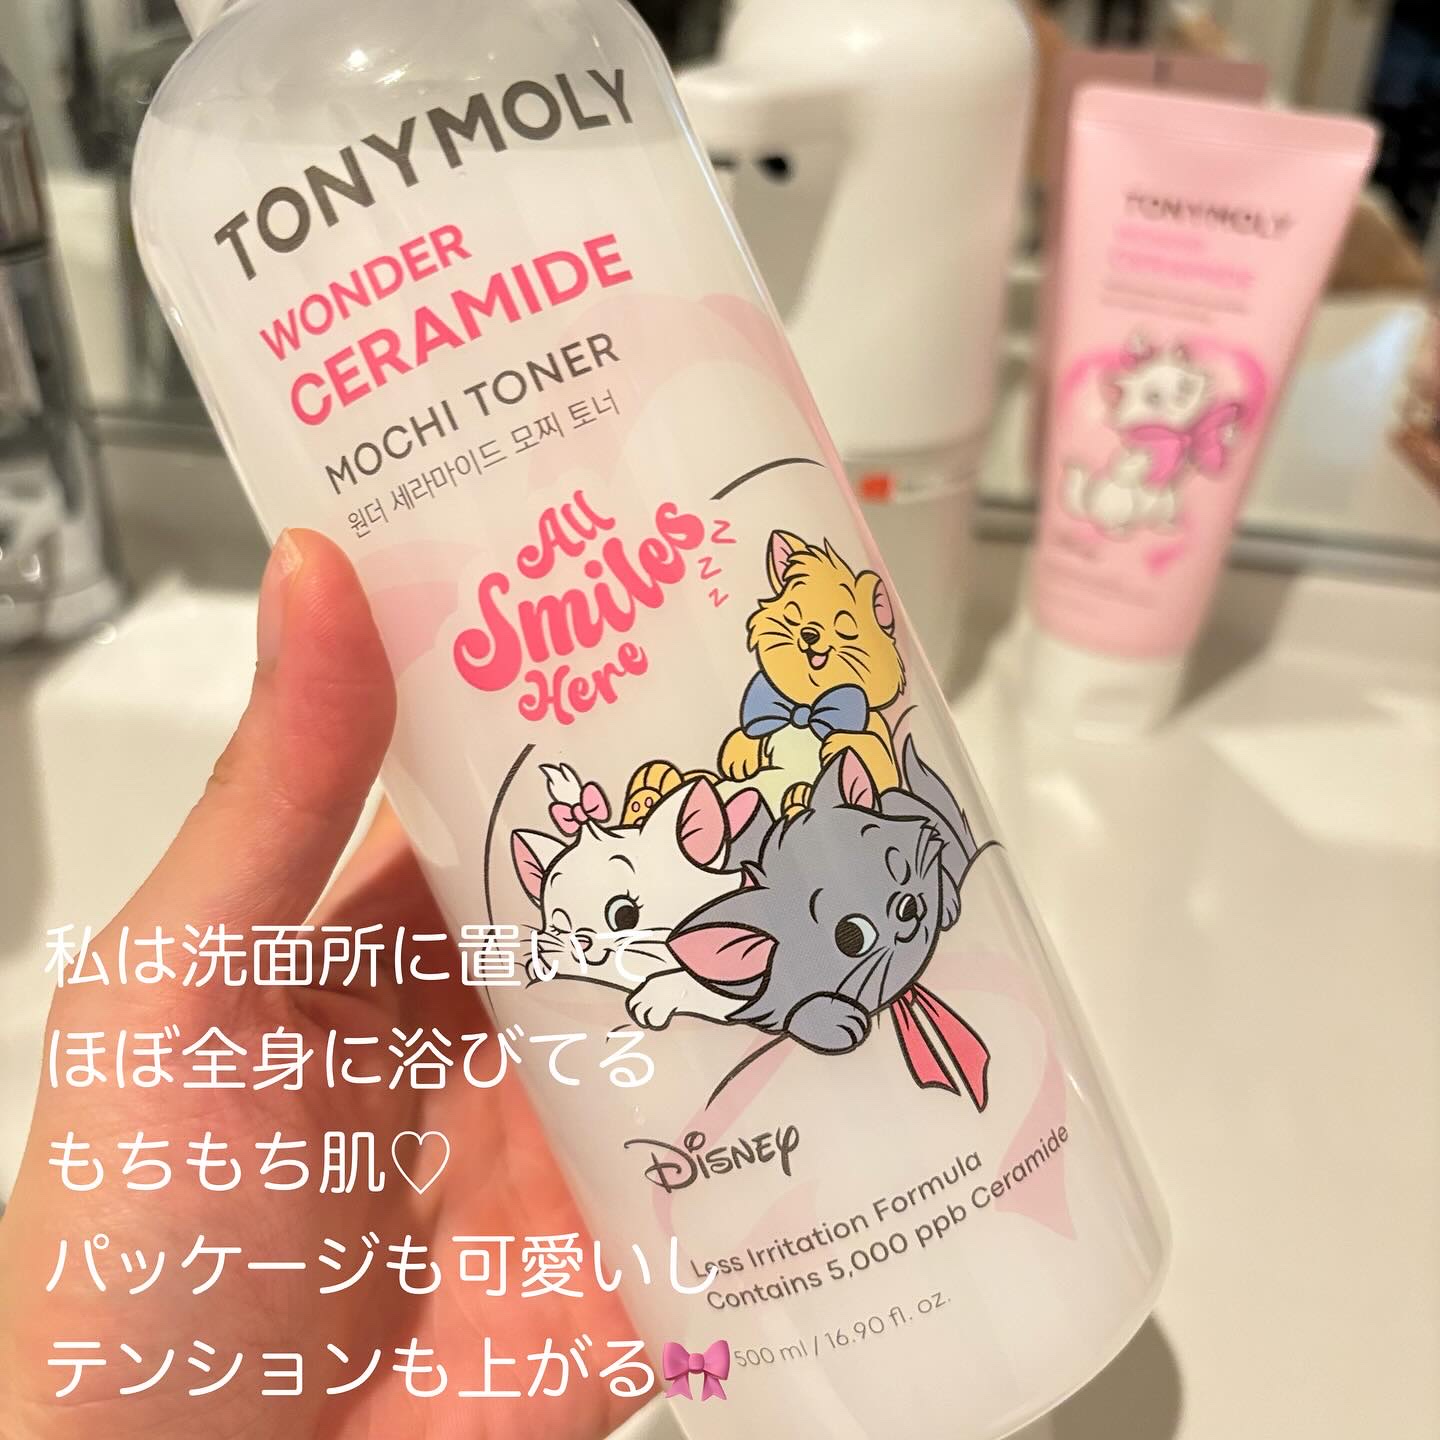 TONYMOLY
WONDER
CERAMIDE
MOCHI TONER
원더 세라마이드 모찌 토너
All
Smiles
Here
z z z
Disney
Less Irritation Formula
Contains 5,000 ppb Ceramide
500 ml / 16.90 fl. oz.
TONYMOLY
WONDER
CERAMIDE
私は洗面所に置いて
ほぼ全身に浴びてる
もちもち肌♡
パッケージも可愛いし
テンションも上がる🎀